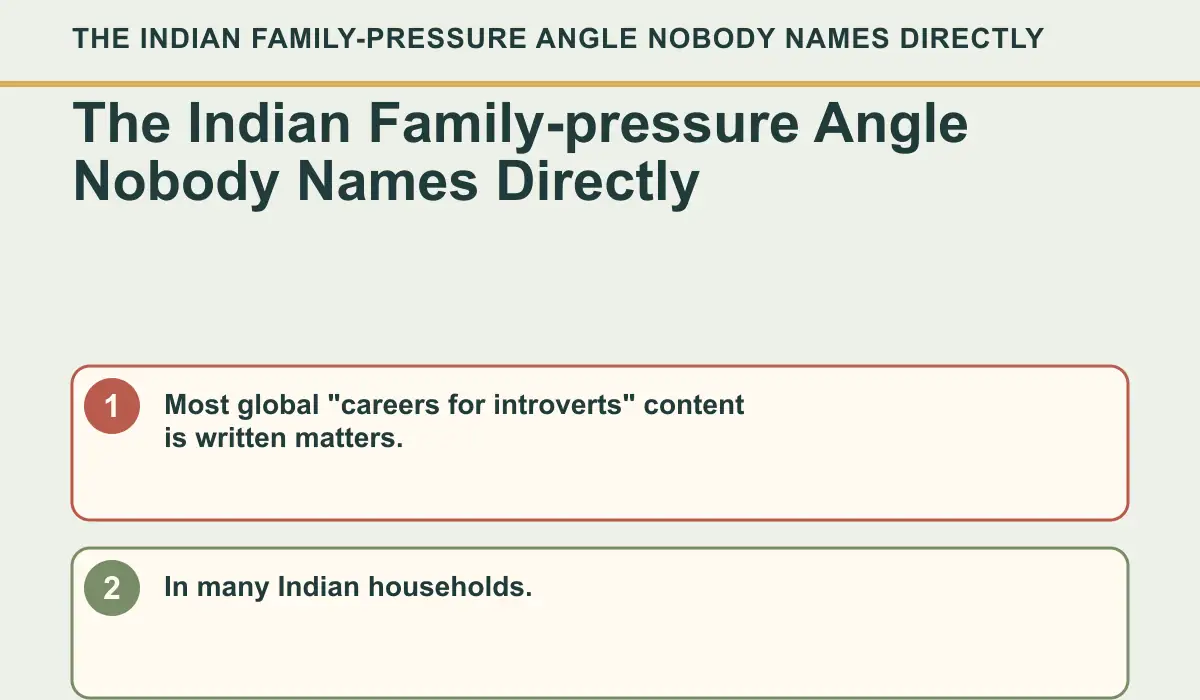 THE INDIAN FAMILY-PRESSURE ANGLE NOBODY NAMES DIRECTLY
The Indian Family-pressure Angle
Nobody Names Directly
1
Most global "careers for introverts" content
is written matters.
2
In many Indian households.